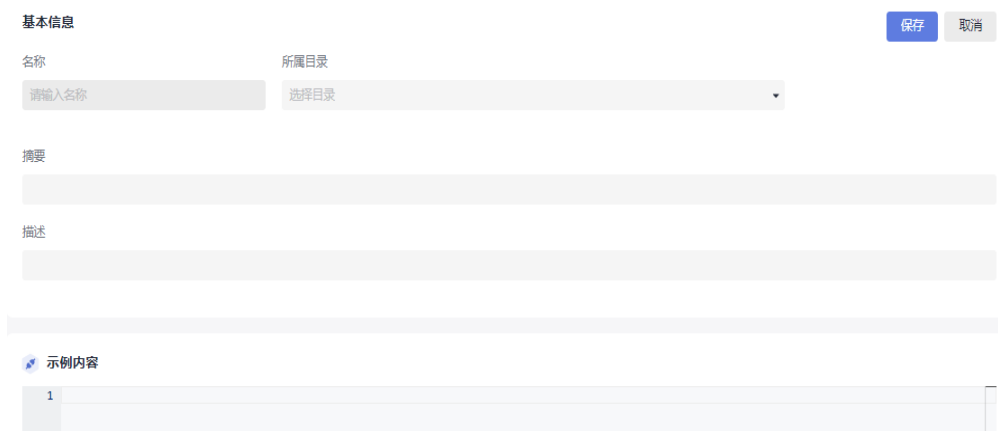 基本信息
保存 取消
名称 所属目录
请输入名称 选择目录
摘要
描述
示例内容
1